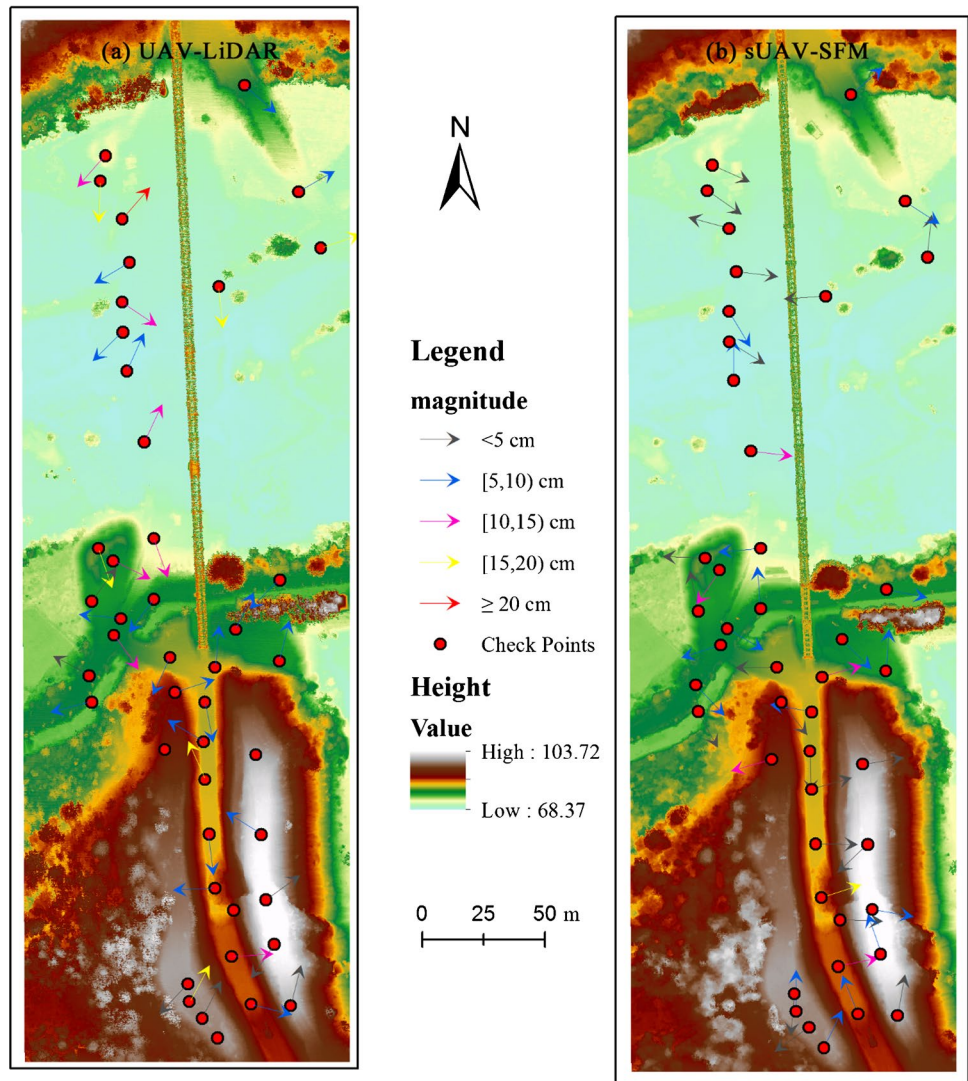 (a) UAV-LiDAR
(b) sUAV-SFM
N
Legend
magnitude
<5 cm
[5,10) cm
[10,15) cm
[15,20) cm
≥ 20 cm
Check Points
Height
Value
High : 103.72
Low : 68.37
0 25 50 m